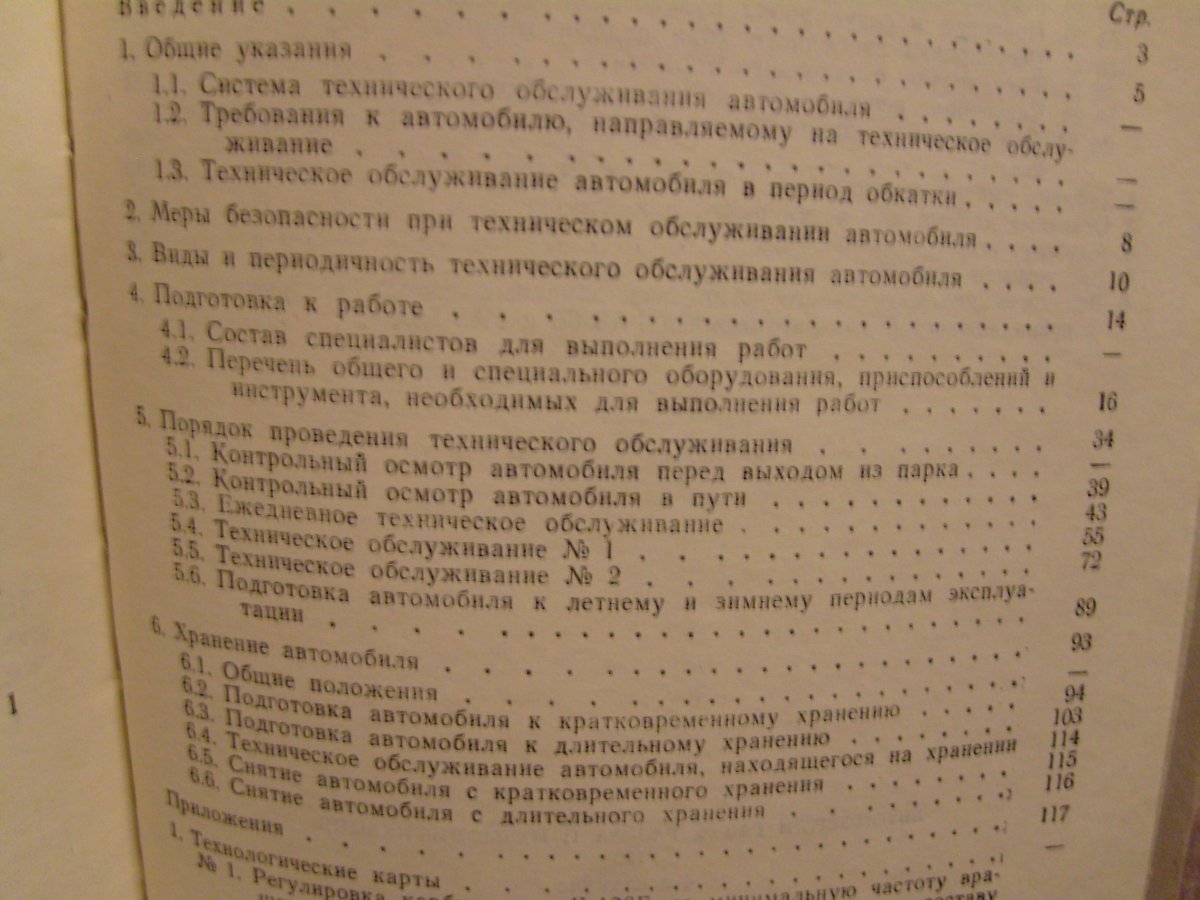 Введение . . . . . . . . . . . . . . . . . 3
Стр.
1. Общие указания . . . . . . . . . . . . . . . . . 5
1.1. Система технического обслуживания автомобиля . . . . . . . —
1.2. Требования к автомобилю, направляемому на техническое обслу-
живание . . . . . . . . . . . . . . . . . —
1.3. Техническое обслуживание автомобиля в период обкатки . . . . . —
2. Меры безопасности при техническом обслуживании автомобиля . . . . 8
3. Виды и периодичность технического обслуживания автомобиля . . . . 10
4. Подготовка к работе . . . . . . . . . . . . . . . 14
4.1. Состав специалистов для выполнения работ . . . . . . . . . . —
4.2. Перечень общего и специального оборудования, приспособлений и
инструмента, необходимых для выполнения работ . . . . . . . 16
5. Порядок проведения технического обслуживания . . . . . . . . . 34
5.1. Контрольный осмотр автомобиля перед выходом из парка . . . . —
5.2. Контрольный осмотр автомобиля в пути . . . . . . . . . . . 39
5.3. Ежедневное техническое обслуживание . . . . . . . . . . . . 43
5.4. Техническое обслуживание № 1 . . . . . . . . . . . . . 55
5.5. Техническое обслуживание № 2 . . . . . . . . . . . . . 72
5.6. Подготовка автомобиля к летнему и зимнему периодам эксплуа-
тации . . . . . . . . . . . . . . . . . 89
6. Хранение автомобиля . . . . . . . . . . . . . . . 93
6.1. Общие положения . . . . . . . . . . . . . . . —
6.2. Подготовка автомобиля к кратковременному хранению . . . . . 94
6.3. Подготовка автомобиля к длительному хранению . . . . . . . 103
6.4. Техническое обслуживание автомобиля, находящегося на хранении 114
6.5. Снятие автомобиля с кратковременного хранения . . . . . . . 115
6.6. Снятие автомобиля с длительного хранения . . . . . . . . . 116
Приложения . . . . . . . . . . . . . . . . . . 117
1. Технологические карты . . . . . . . . . . . . . . —
№ 1. Регулировка минимальную частоту вра-
1